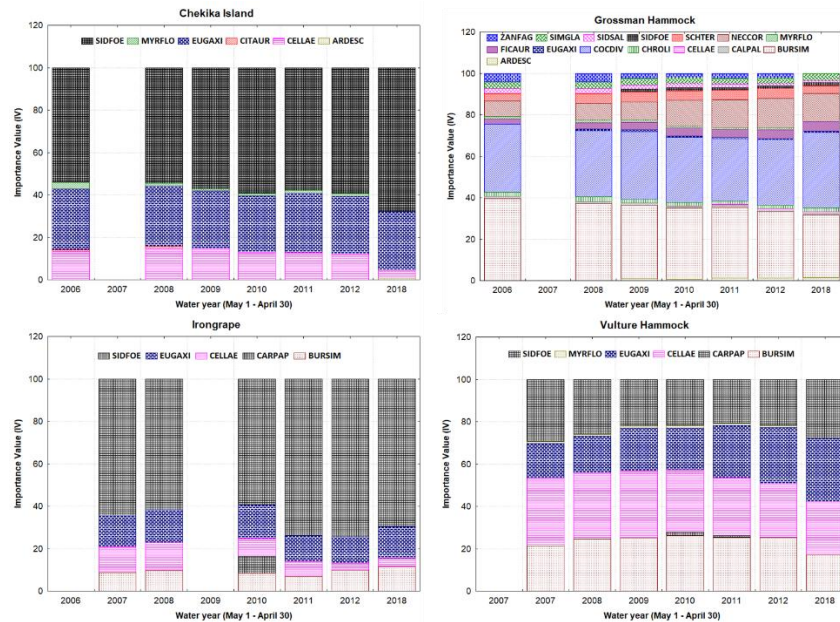 Chekika Island
SIDFOE MYRFLO EUGAXI CITAUR CELLAE ARDESC
Importance Value (IV)
120
100
80
60
40
20
0
2006 2007 2008 2009 2010 2011 2012 2018
Water year (May 1 - April 30)
Grossman Hammock
ZANFAG SIMGLA SIDSAL SIDFOE SCHTER NECCOR MYRFLO
FICAUR EUGAXI COCDIV CHROLI CELLAE CALPAL BURSIM
ARDESC
Importance Value (IV)
120
100
80
60
40
20
0
2006 2007 2008 2009 2010 2011 2012 2018
Water year (May 1 - April 30)
Irongrape
SIDFOE EUGAXI CELLAE CARPAP BURSIM
Importance Value (IV)
120
100
80
60
40
20
0
2006 2007 2008 2009 2010 2011 2012 2018
Water year (May 1 - April 30)
Vulture Hammock
SIDFOE MYRFLO EUGAXI CELLAE CARPAP BURSIM
Importance Value (IV)
120
100
80
60
40
20
0
2007 2007 2008 2009 2010 2011 2012 2018
Water year (May 1 - April 30)